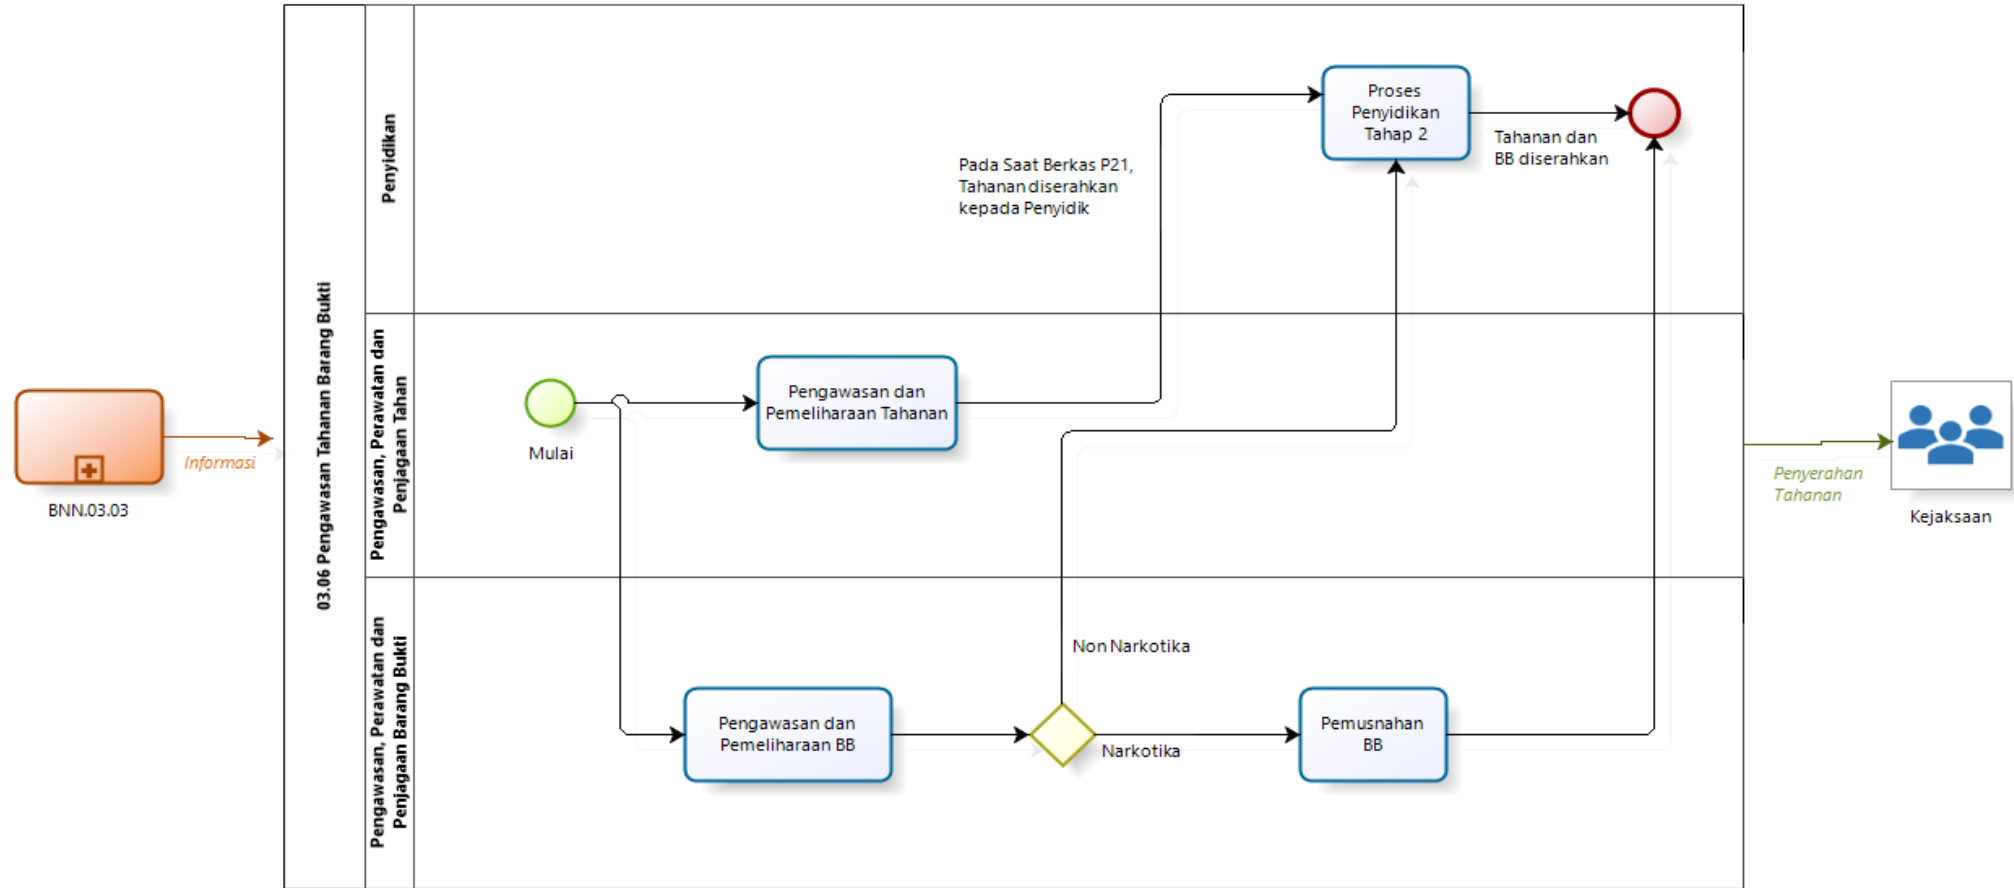 BNN.03.03
Informasi
03.06 Pengawasan Tahanan Barang Bukti
Penyidikan
Pada Saat Berkas P21,
Tahanan diserahkan
kepada Penyidik
Proses
Penyidikan
Tahap 2
Tahanan dan
BB diserahkan
Pengawasan, Perawatan dan
Penjagaan Tahan
Mulai
Pengawasan dan
Pemeliharaan Tahanan
Pengawasan, Perawatan dan
Penjagaan Barang Bukti
Pengawasan dan
Pemeliharaan BB
Non Narkotika
Narkotika
Pemusnahan
BB
Penyerahan
Tahanan
Kejaksaan